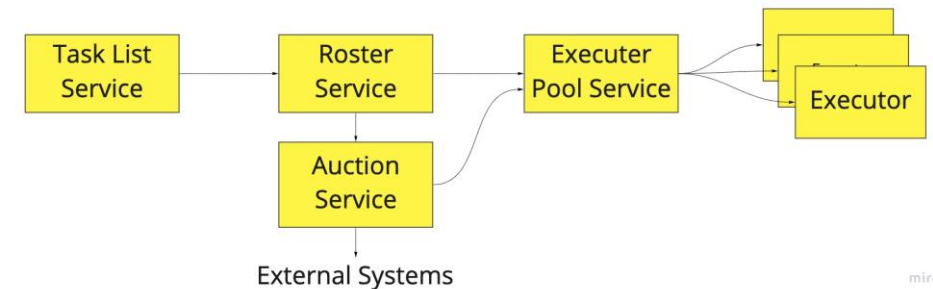 Task List
Service
Roster
Service
Executer
Pool Service
Executor
Auction
Service
External Systems